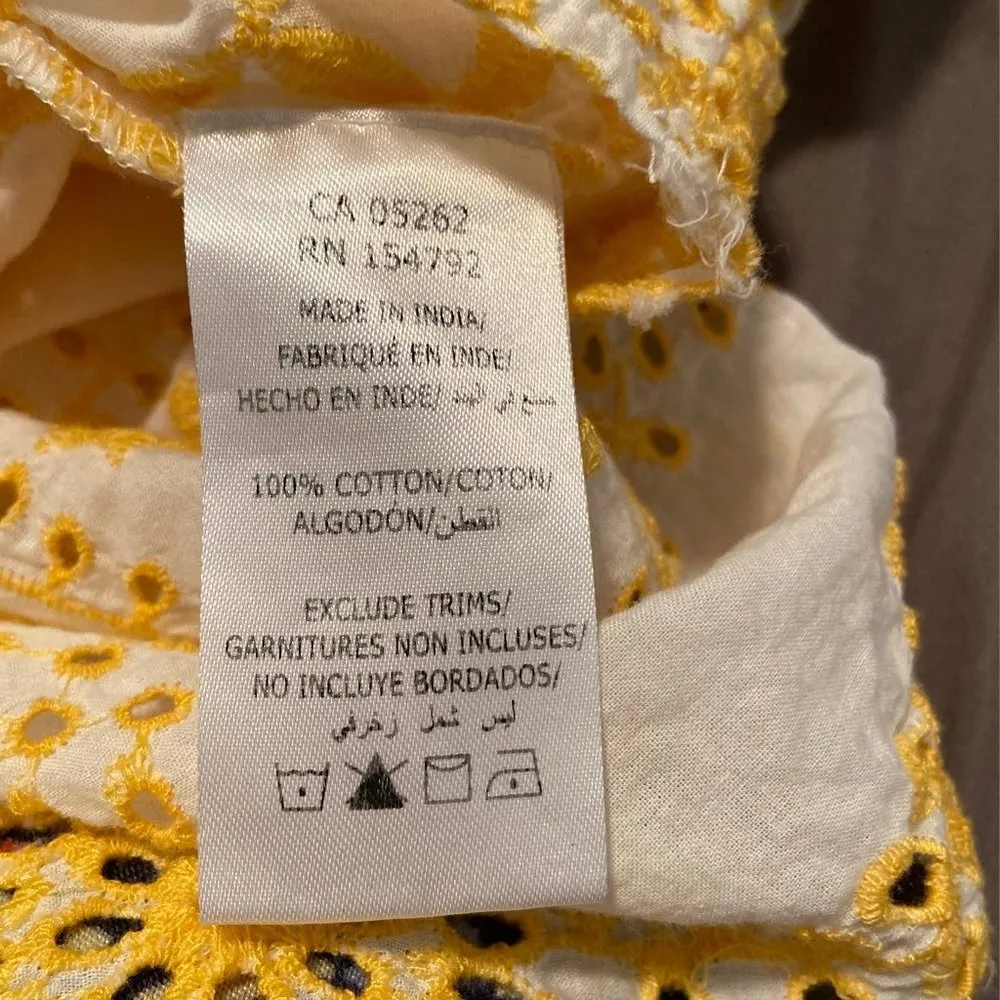 CA 05262
RN 154792
MADE IN INDIA/
FABRIQUÉ EN INDE/
HECHO EN INDE/ صنع في الهند
100% COTTON/COTON/
ALGODON/القطن
EXCLUDE TRIMS/
GARNITURES NON INCLUSES/
NO INCLUYE BORDADOS/
ليس شمل زخرفي